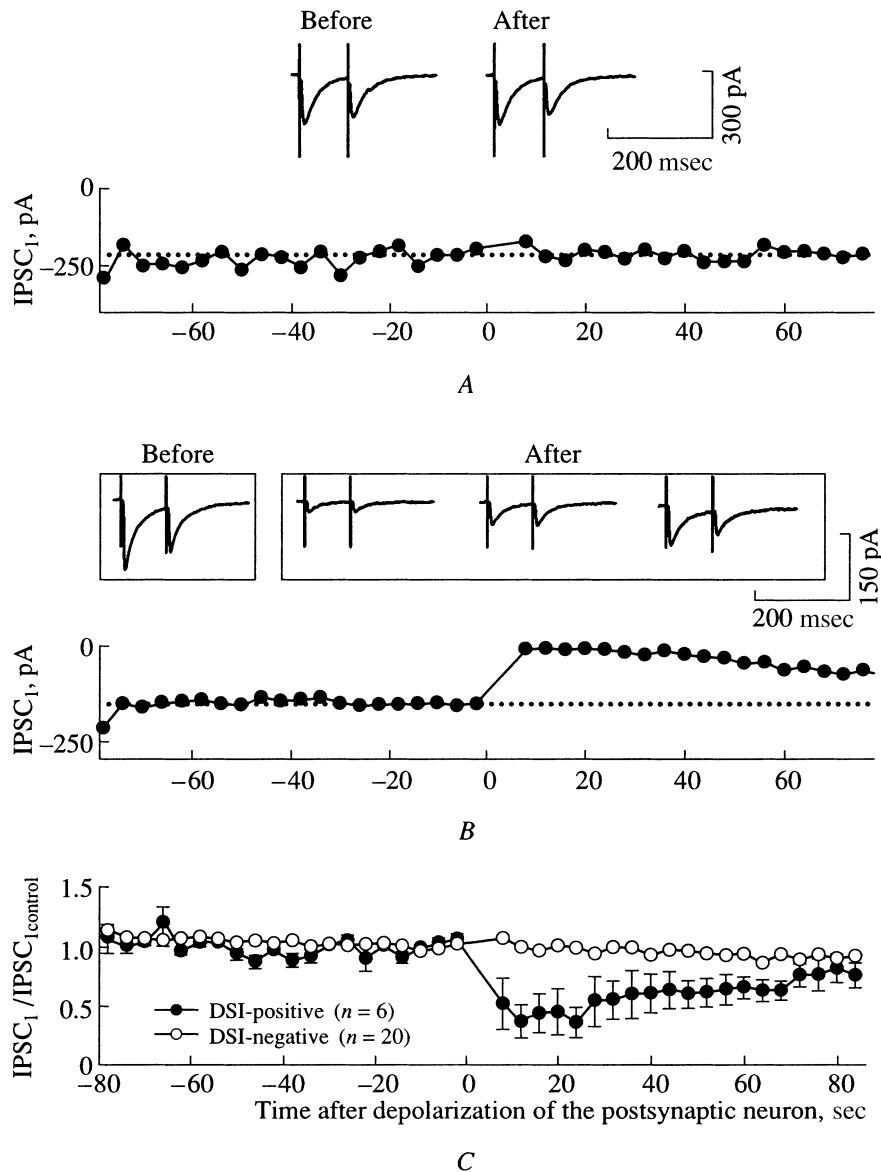 Before After
300 pA
200 msec
IPSC₁, pA
0
−250
−60 −40 −20 0 20 40 60
A
Before After
150 pA
200 msec
IPSC₁, pA
0
−250
−60 −40 −20 0 20 40 60
B
IPSC₁ /IPSC₁control
1.5
1.0
0.5
0
DSI-positive (n = 6)
DSI-negative (n = 20)
−80 −60 −40 −20 0 20 40 60 80
Time after depolarization of the postsynaptic neuron, sec
C